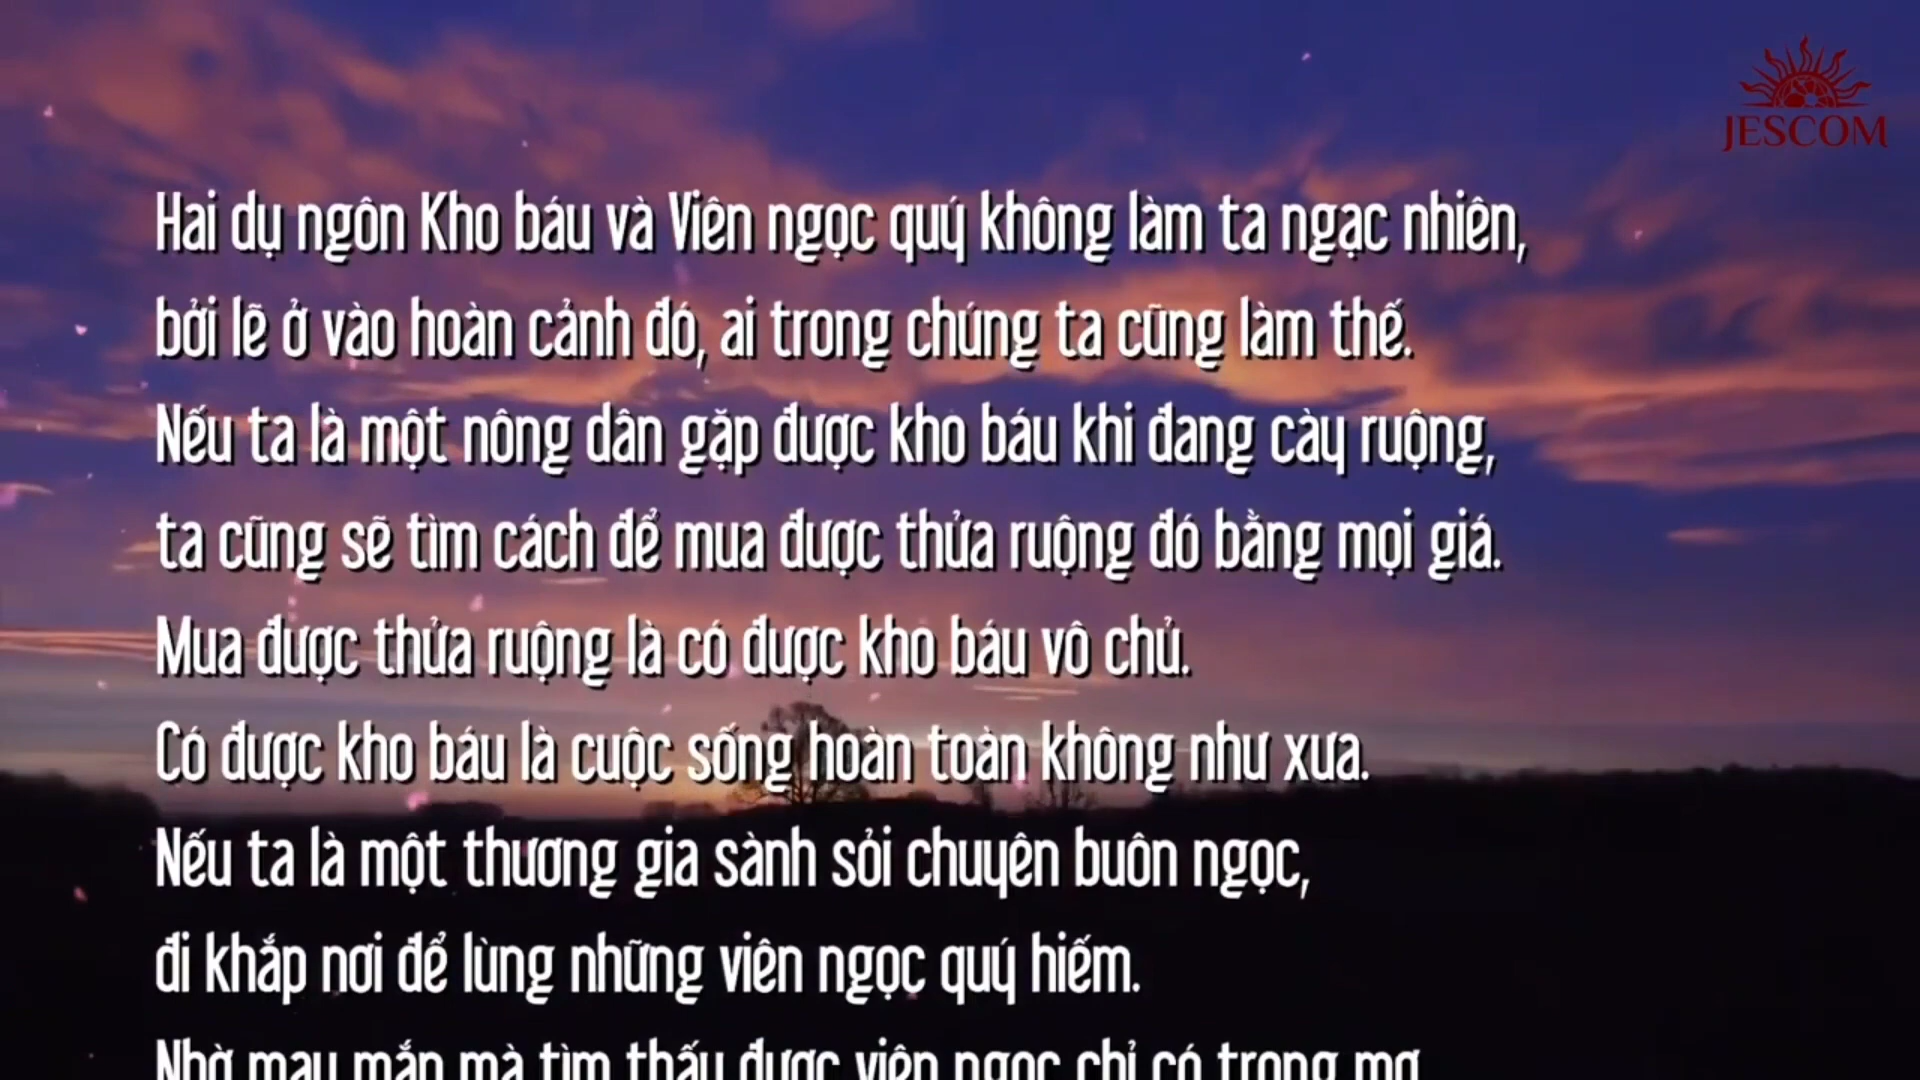 JESCOM
Hai dụ ngôn Kho báu và Viên ngọc quý không làm ta ngạc nhiên,
bởi lẽ ở vào hoàn cảnh đó, ai trong chúng ta cũng làm thế.
Nếu ta là một nông dân gặp được kho báu khi đang cày ruộng,
ta cũng sẽ tìm cách để mua được thửa ruộng đó bằng mọi giá.
Mua được thửa ruộng là có được kho báu vô chủ.
Có được kho báu là cuộc sống hoàn toàn không như xưa.
Nếu ta là một thương gia sành sỏi chuyên buôn ngọc,
đi khắp nơi để lùng những viên ngọc quý hiếm.
Nhờ may mắn mà tìm thấy được viên ngọc chỉ có trong mơ